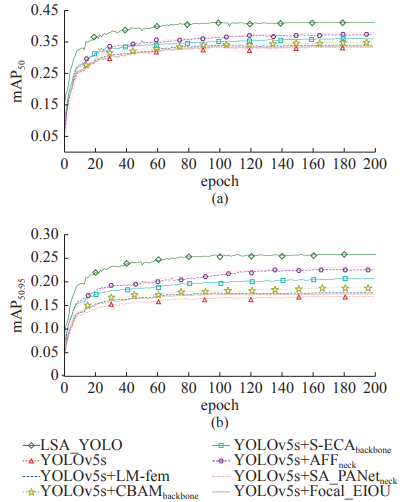 0.45
0.35
0.25
0.15
0.05
mAP50
0 20 40 60 80 100 120 140 160 180 200
epoch
(a)
0.30
0.25
0.20
0.15
0.10
0.05
0
mAP50:95
0 20 40 60 80 100 120 140 160 180 200
epoch
(b)
LSA_YOLO YOLOv5s+S-ECAbackbone
YOLOv5s YOLOv5s+AFFneck
YOLOv5s+LM-fem YOLOv5s+SA_PANetneck
YOLOv5s+CBAMbackbone YOLOv5s+Focal_EIOU